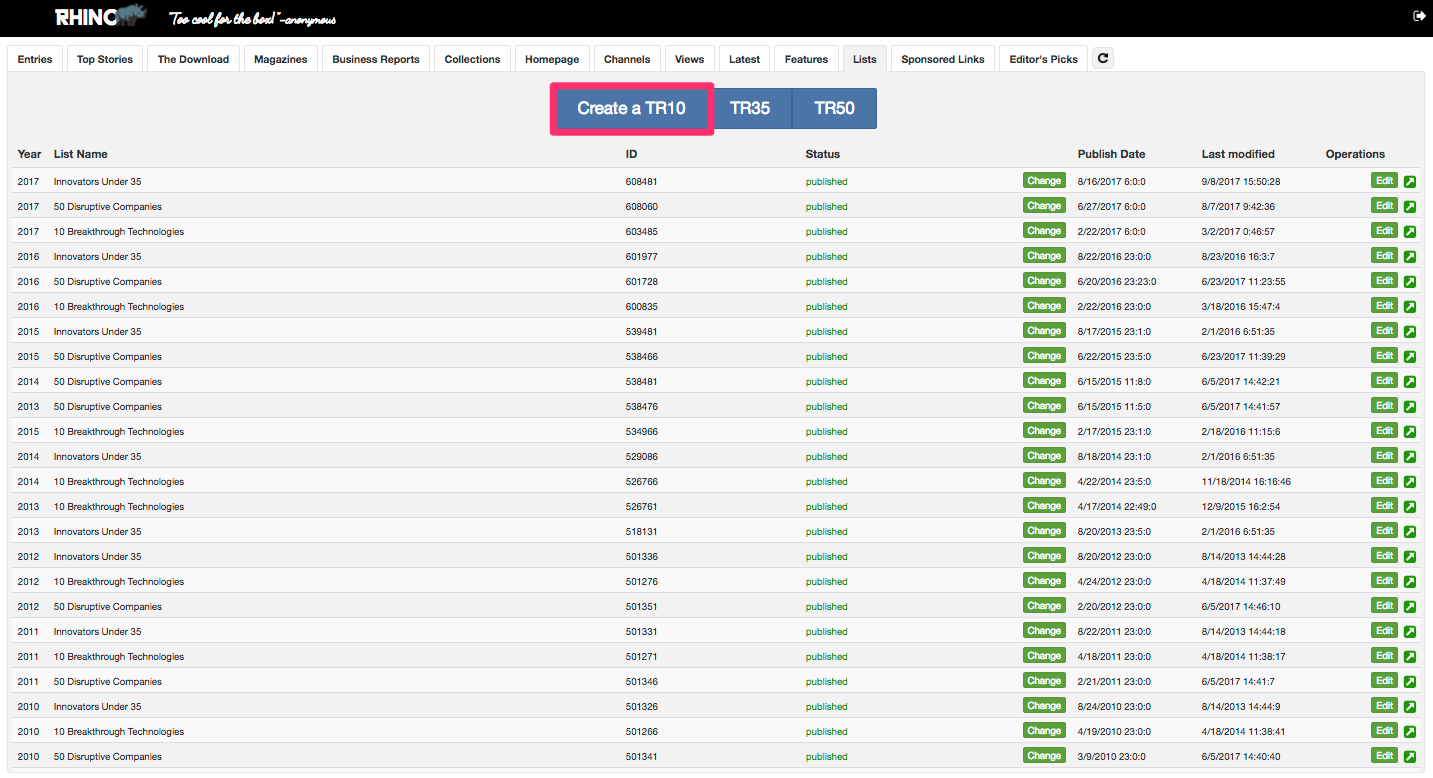 RHINO "Too cool for the box!" -anonymous
Entries Top Stories The Download Magazines Business Reports Collections Homepage Channels Views Latest Features Lists Sponsored Links Editor's Picks
Create a TR10 TR35 TR50
Year List Name ID Status Publish Date Last modified Operations
2017 Innovators Under 35 608481 published Change 8/16/2017 6:0:0 9/8/2017 15:50:28 Edit
2017 50 Disruptive Companies 608060 published Change 6/27/2017 6:0:0 8/7/2017 9:42:36 Edit
2017 10 Breakthrough Technologies 603485 published Change 2/22/2017 6:0:0 3/2/2017 0:46:57 Edit
2016 Innovators Under 35 601977 published Change 8/22/2016 23:0:0 8/23/2016 16:3:7 Edit
2016 50 Disruptive Companies 601728 published Change 6/20/2016 23:23:0 6/23/2017 11:23:55 Edit
2016 10 Breakthrough Technologies 600835 published Change 2/22/2016 23:0:0 3/18/2016 15:47:4 Edit
2015 Innovators Under 35 539481 published Change 8/17/2015 23:1:0 2/1/2016 6:51:35 Edit
2015 50 Disruptive Companies 538466 published Change 6/22/2015 23:5:0 6/23/2017 11:39:29 Edit
2014 50 Disruptive Companies 538481 published Change 6/15/2015 11:8:0 6/5/2017 14:42:21 Edit
2013 50 Disruptive Companies 538476 published Change 6/15/2015 11:5:0 6/5/2017 14:41:57 Edit
2015 10 Breakthrough Technologies 534966 published Change 2/17/2015 23:1:0 2/18/2016 11:15:6 Edit
2014 Innovators Under 35 529086 published Change 8/18/2014 23:1:0 2/1/2016 6:51:35 Edit
2014 10 Breakthrough Technologies 526766 published Change 4/22/2014 23:5:0 11/18/2014 16:16:46 Edit
2013 10 Breakthrough Technologies 526761 published Change 4/17/2014 22:49:0 12/9/2015 16:2:54 Edit
2013 Innovators Under 35 518131 published Change 8/20/2013 23:5:0 2/1/2016 6:51:35 Edit
2012 Innovators Under 35 501336 published Change 8/20/2012 23:0:0 8/14/2013 14:44:28 Edit
2012 10 Breakthrough Technologies 501276 published Change 4/24/2012 23:0:0 4/18/2014 11:37:49 Edit
2012 50 Disruptive Companies 501351 published Change 2/20/2012 23:0:0 6/5/2017 14:46:10 Edit
2011 Innovators Under 35 501331 published Change 8/22/2011 23:0:0 8/14/2013 14:44:18 Edit
2011 10 Breakthrough Technologies 501271 published Change 4/18/2011 23:0:0 4/18/2014 11:38:17 Edit
2011 50 Disruptive Companies 501346 published Change 2/21/2011 23:0:0 6/5/2017 14:41:7 Edit
2010 Innovators Under 35 501326 published Change 8/24/2010 23:0:0 8/14/2013 14:44:9 Edit
2010 10 Breakthrough Technologies 501266 published Change 4/19/2010 23:0:0 4/18/2014 11:38:41 Edit
2010 50 Disruptive Companies 501341 published Change 3/9/2010 23:0:0 6/5/2017 14:40:40 Edit